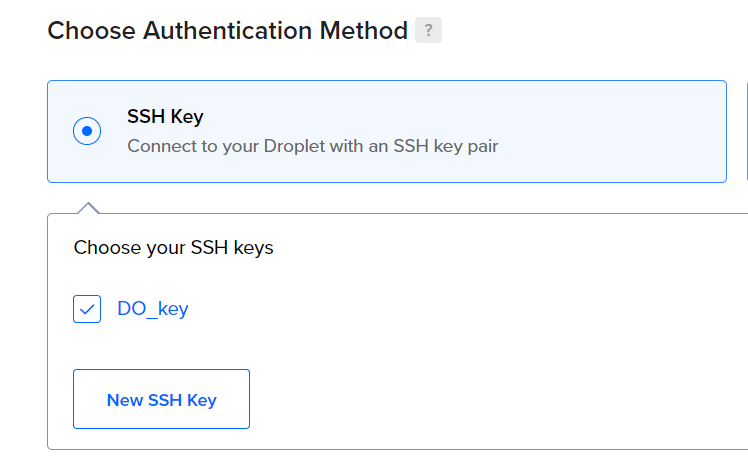 Choose Authentication Method ?
SSH Key
Connect to your Droplet with an SSH key pair
Choose your SSH keys
DO_key
New SSH Key